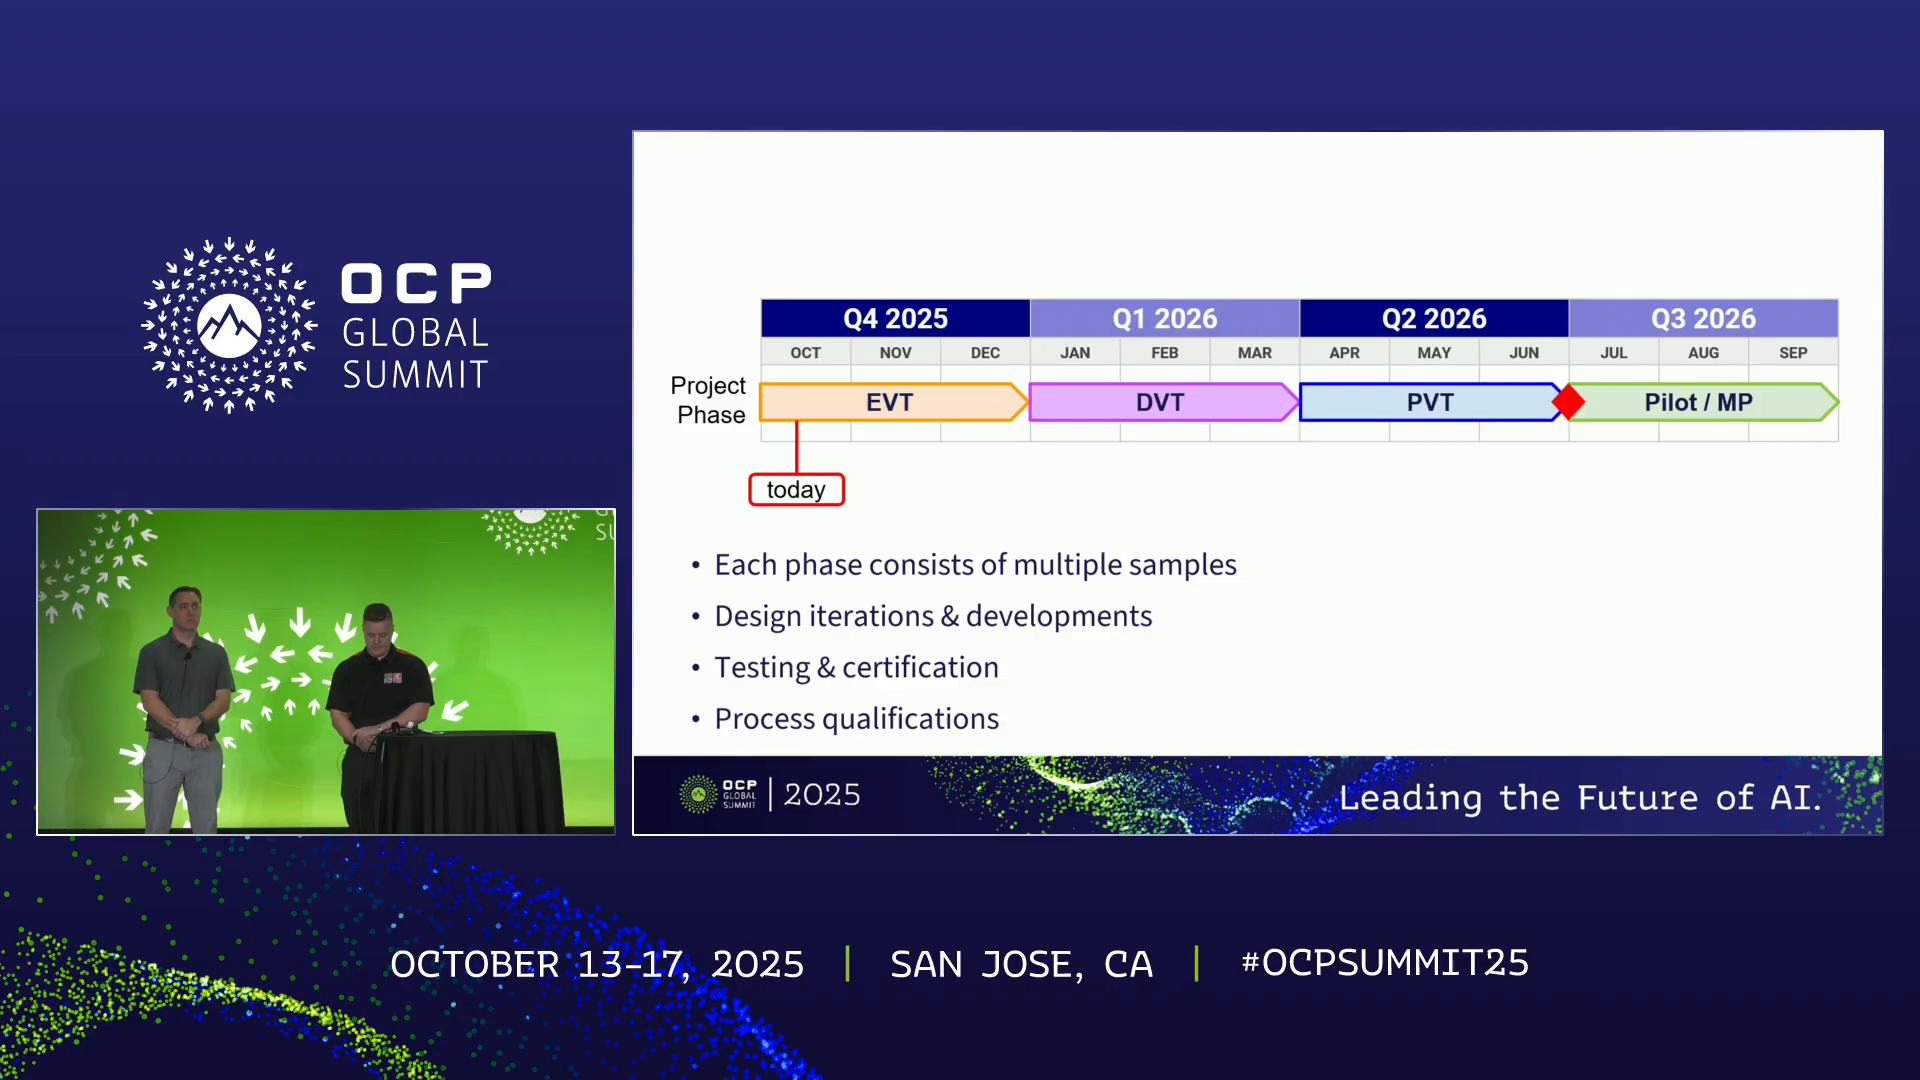 OCP
GLOBAL
SUMMIT
Q4 2025 Q1 2026 Q2 2026 Q3 2026
OCT NOV DEC JAN FEB MAR APR MAY JUN JUL AUG SEP
Project
Phase
EVT DVT PVT Pilot / MP
today
• Each phase consists of multiple samples
• Design iterations & developments
• Testing & certification
• Process qualifications
OCP
GLOBAL
SUMMIT
2025
Leading the Future of AI.
OCTOBER 13-17, 2025 | SAN JOSE, CA | #OCPSUMMIT25